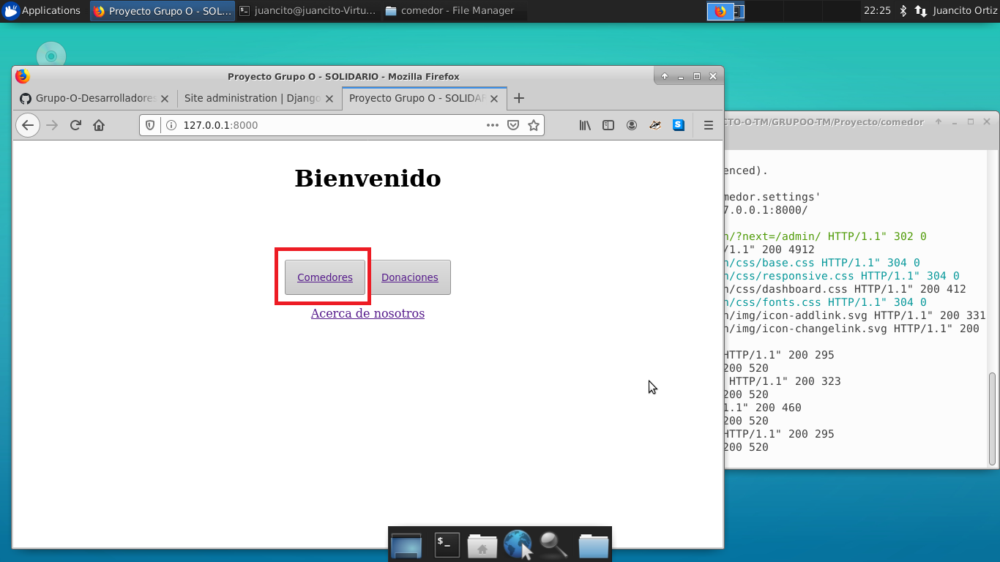 Applications
Proyecto Grupo O - SOL...
juancito@juancito-Virtu...
comedor - File Manager
22:25
Juancito Ortiz
Proyecto Grupo O - SOLIDARIO - Mozilla Firefox
Grupo-O-Desarrolladores
Site administration | Django
Proyecto Grupo O - SOLIDAR
127.0.0.1:8000
S
Bienvenido
Comedores
Donaciones
Acerca de nosotros
CTO-O-TM/GRUPOO-TM/Proyecto/comedor
enced).
medor.settings'
7.0.0.1:8000/
n/?next=/admin/ HTTP/1.1" 302 0
/1.1" 200 4912
n/css/base.css HTTP/1.1" 304 0
n/css/responsive.css HTTP/1.1" 304 0
n/css/dashboard.css HTTP/1.1" 200 412
n/css/fonts.css HTTP/1.1" 304 0
n/img/icon-addlink.svg HTTP/1.1" 200 331
n/img/icon-changelink.svg HTTP/1.1" 200
HTTP/1.1" 200 295
200 520
HTTP/1.1" 200 323
200 520
1.1" 200 460
200 520
HTTP/1.1" 200 295
200 520
$_